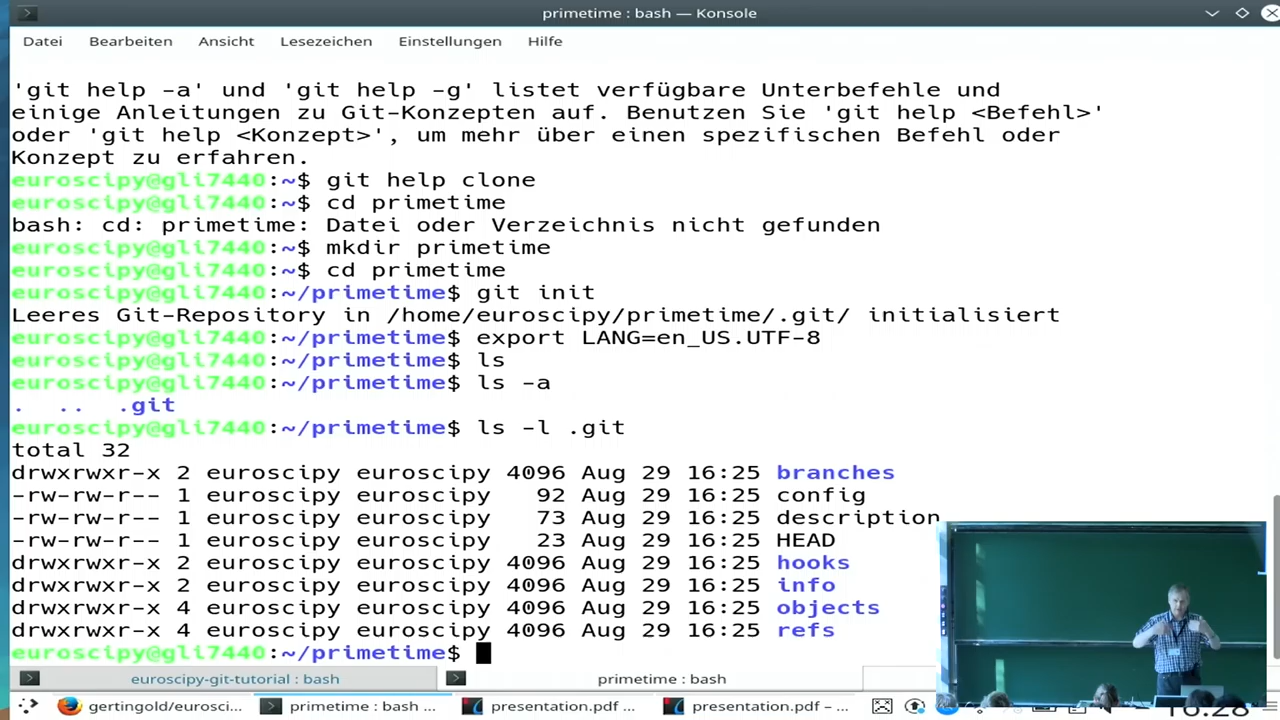 primetime : bash — Konsole
Datei Bearbeiten Ansicht Lesezeichen Einstellungen Hilfe
'git help -a' und 'git help -g' listet verfügbare Unterbefehle und
einige Anleitungen zu Git-Konzepten auf. Benutzen Sie 'git help <Befehl>'
oder 'git help <Konzept>', um mehr über einen spezifischen Befehl oder
Konzept zu erfahren.
euroscipy@gli7440:~$ git help clone
euroscipy@gli7440:~$ cd primetime
bash: cd: primetime: Datei oder Verzeichnis nicht gefunden
euroscipy@gli7440:~$ mkdir primetime
euroscipy@gli7440:~$ cd primetime
euroscipy@gli7440:~/primetime$ git init
Leeres Git-Repository in /home/euroscipy/primetime/.git/ initialisiert
euroscipy@gli7440:~/primetime$ export LANG=en_US.UTF-8
euroscipy@gli7440:~/primetime$ ls
euroscipy@gli7440:~/primetime$ ls -a
. .. .git
euroscipy@gli7440:~/primetime$ ls -l .git
total 32
drwxrwxr-x 2 euroscipy euroscipy 4096 Aug 29 16:25 branches
-rw-rw-r-- 1 euroscipy euroscipy 92 Aug 29 16:25 config
-rw-rw-r-- 1 euroscipy euroscipy 73 Aug 29 16:25 description
-rw-rw-r-- 1 euroscipy euroscipy 23 Aug 29 16:25 HEAD
drwxrwxr-x 2 euroscipy euroscipy 4096 Aug 29 16:25 hooks
drwxrwxr-x 2 euroscipy euroscipy 4096 Aug 29 16:25 info
drwxrwxr-x 4 euroscipy euroscipy 4096 Aug 29 16:25 objects
drwxrwxr-x 4 euroscipy euroscipy 4096 Aug 29 16:25 refs
euroscipy@gli7440:~/primetime$
euroscipy-git-tutorial : bash primetime : bash
gertingold/eurosci... primetime : bash ... presentation.pdf ... presentation.pdf – ... 16:28